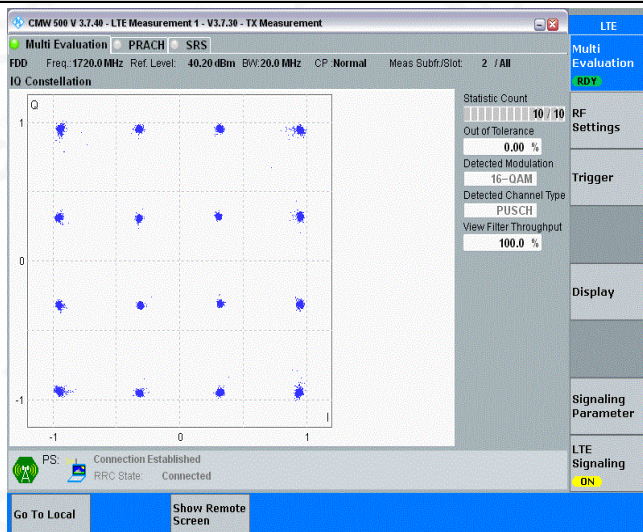 CMW 500 V 3.7.40 - LTE Measurement 1 - V3.7.30 - TX Measurement
LTE
Multi Evaluation PRACH SRS
FDD Freq.:1720.0 MHz Ref. Level: 40.20 dBm BW:20.0 MHz CP :Normal Meas Subfr./Slot: 2 / All
IQ Constellation
Q
1
0
-1
-1 0 1
I
Statistic Count
10 / 10
Out of Tolerance
0.00 %
Detected Modulation
16-QAM
Detected Channel Type
PUSCH
View Filter Throughput
100.0 %
Multi
Evaluation
RDY
RF
Settings
Trigger
Display
Signaling
Parameter
LTE
Signaling
ON
PS: Connection Established
RRC State: Connected
Go To Local
Show Remote
Screen